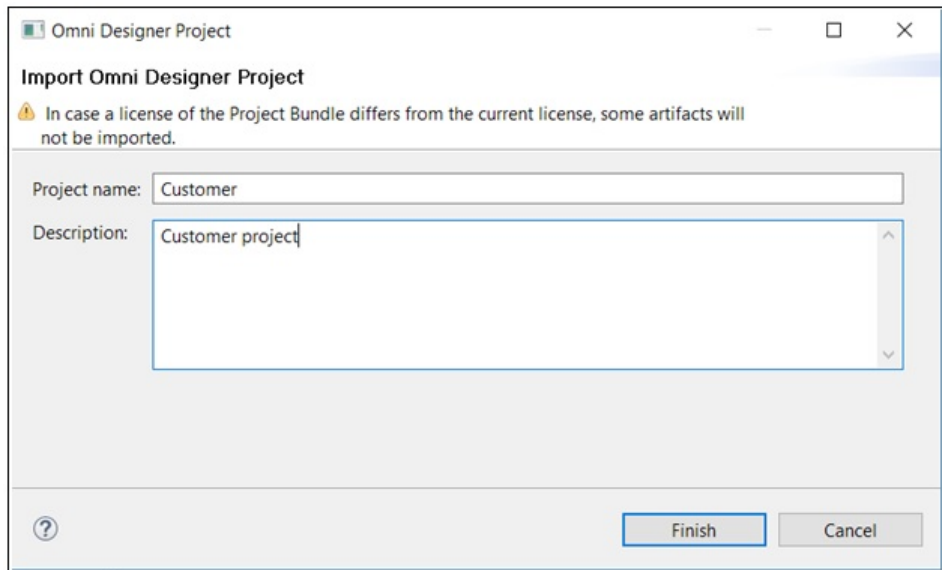 Omni Designer Project
Import Omni Designer Project
In case a license of the Project Bundle differs from the current license, some artifacts will
not be imported.
Project name: Customer
Description: Customer project
Finish Cancel